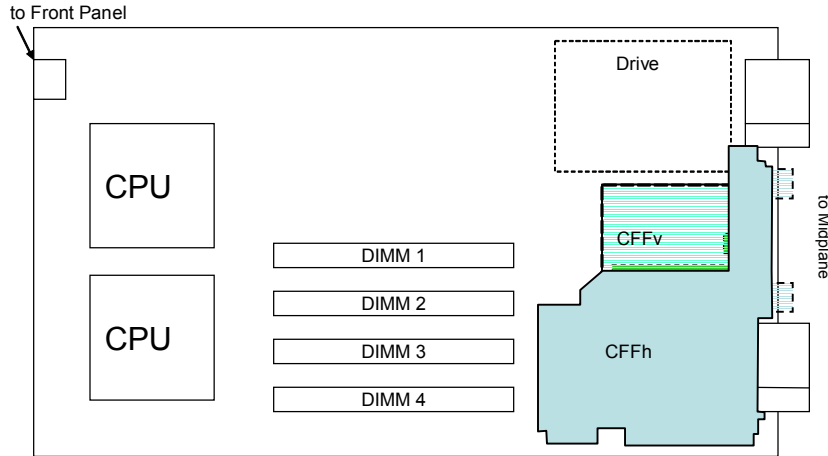 to Front Panel
Drive
CPU
to Midplane
CFFv
DIMM 1
DIMM 2
CPU
DIMM 3
CFFh
DIMM 4